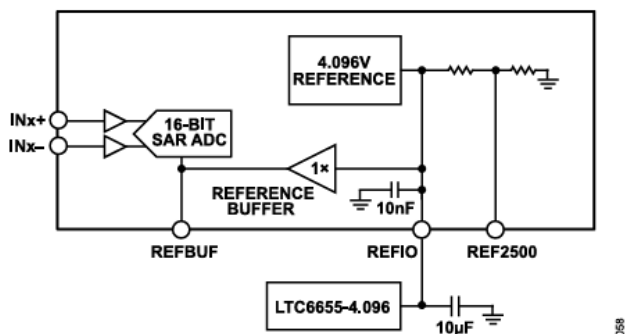 4.096V
REFERENCE
INx+
INx–
16-BIT
SAR ADC
1×
REFERENCE
BUFFER
10nF
REFBUF
REFIO
REF2500
LTC6655-4.096
10µF
058